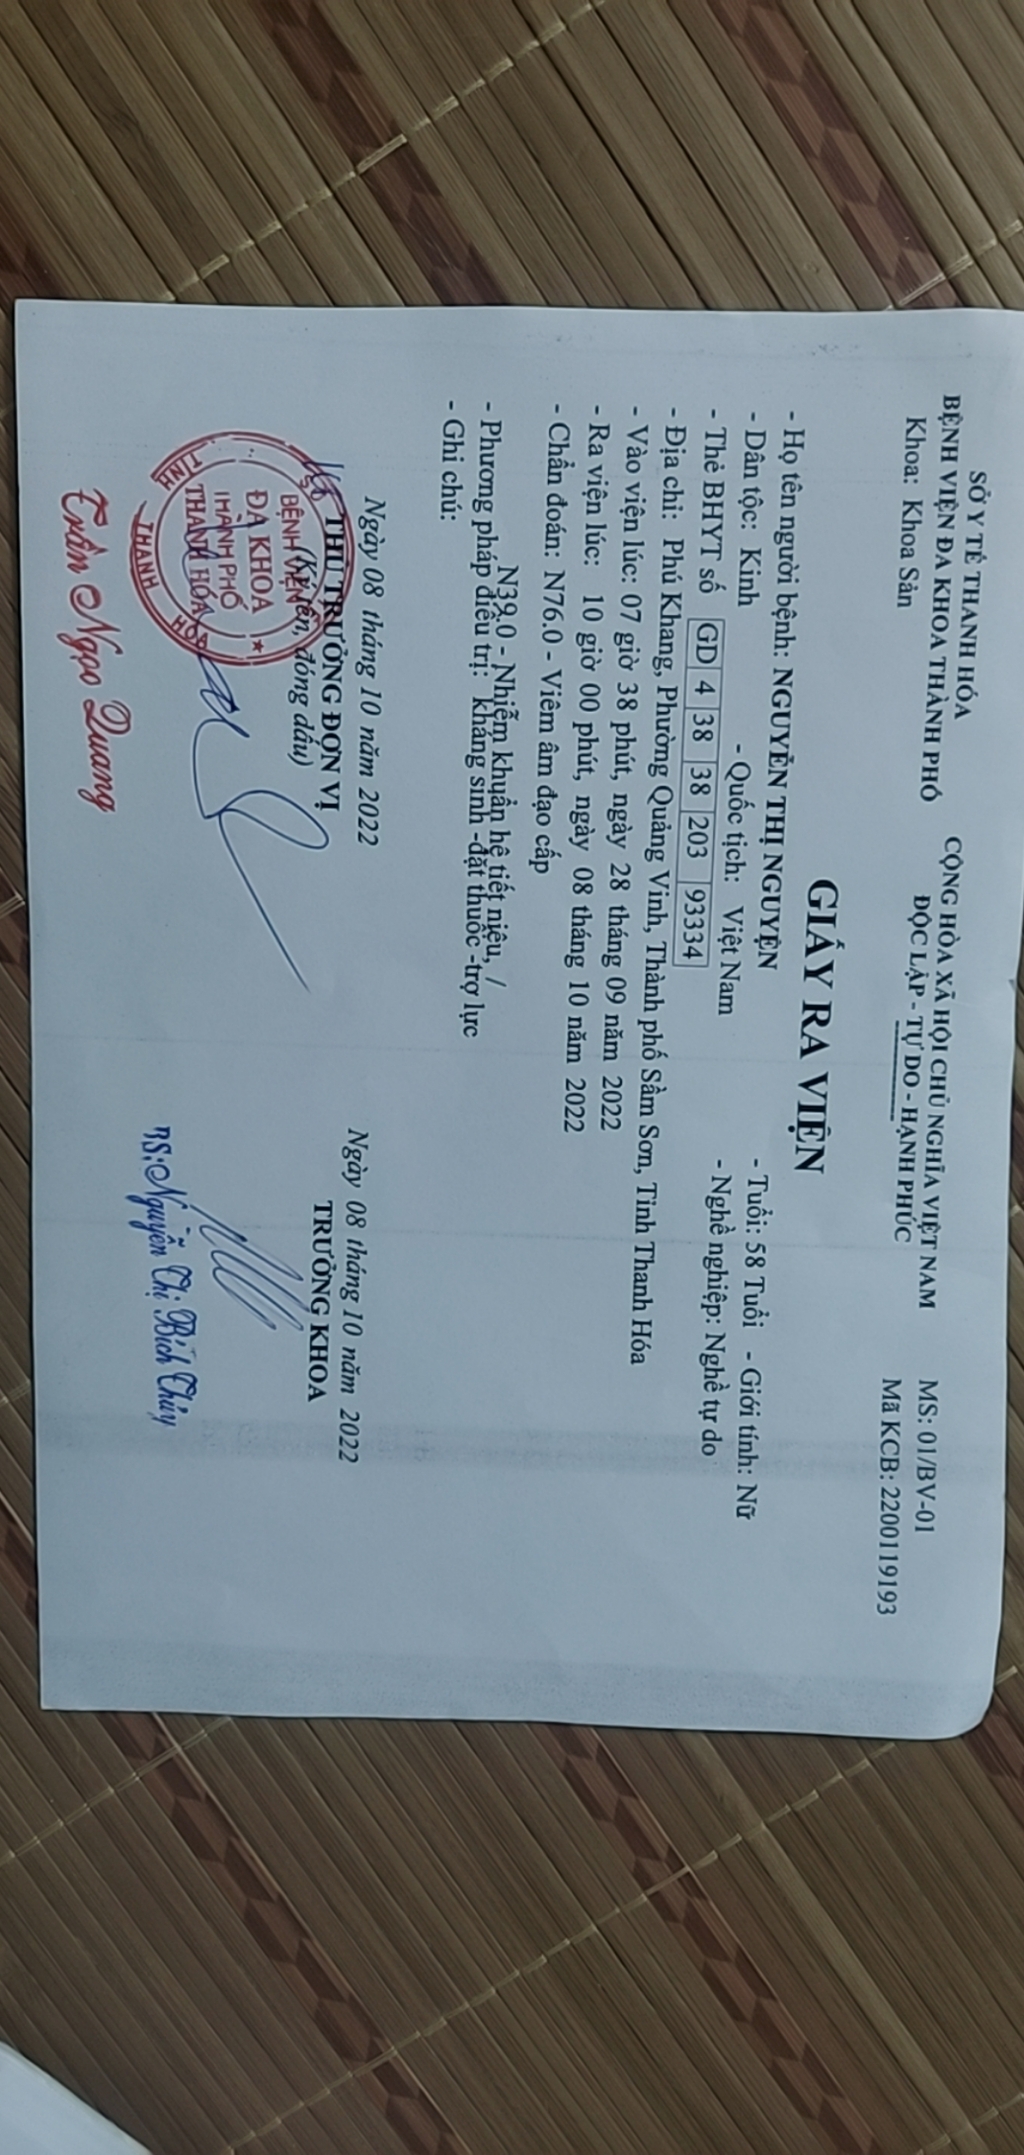 SỞ Y TẾ THANH HÓA
BỆNH VIỆN ĐA KHOA THÀNH PHỐ
Khoa: Khoa Sản
CỘNG HÒA XÃ HỘI CHỦ NGHĨA VIỆT NAM
ĐỘC LẬP - TỰ DO - HẠNH PHÚC
MS: 01/BV-01
Mã KCB: 2200119193
GIẤY RA VIỆN
- Họ tên người bệnh: NGUYỄN THỊ NGUYỆN - Tuổi: 58 Tuổi - Giới tính: Nữ
- Dân tộc: Kinh - Quốc tịch: Việt Nam - Nghề nghiệp: Nghề tự do
- Thẻ BHYT số GD 4 38 38 203 93334
- Địa chỉ: Phú Khang, Phường Quảng Vinh, Thành phố Sầm Sơn, Tỉnh Thanh Hóa
- Vào viện lúc: 07 giờ 38 phút, ngày 28 tháng 09 năm 2022
- Ra viện lúc: 10 giờ 00 phút, ngày 08 tháng 10 năm 2022
- Chẩn đoán: N76.0 - Viêm âm đạo cấp
N39.0 - Nhiễm khuẩn hệ tiết niệu, /
- Phương pháp điều trị: kháng sinh -đặt thuốc -trợ lực
- Ghi chú:
Ngày 08 tháng 10 năm 2022
THỦ TRƯỞNG ĐƠN VỊ
(Ký tên, đóng dấu)
BỆNH VIỆN
ĐA KHOA
THÀNH PHỐ
THANH HÓA
TỈNH THANH HÓA
Trần Ngọc Quang
Ngày 08 tháng 10 năm 2022
TRƯỞNG KHOA
BS: Nguyễn Thị Bích Thủy